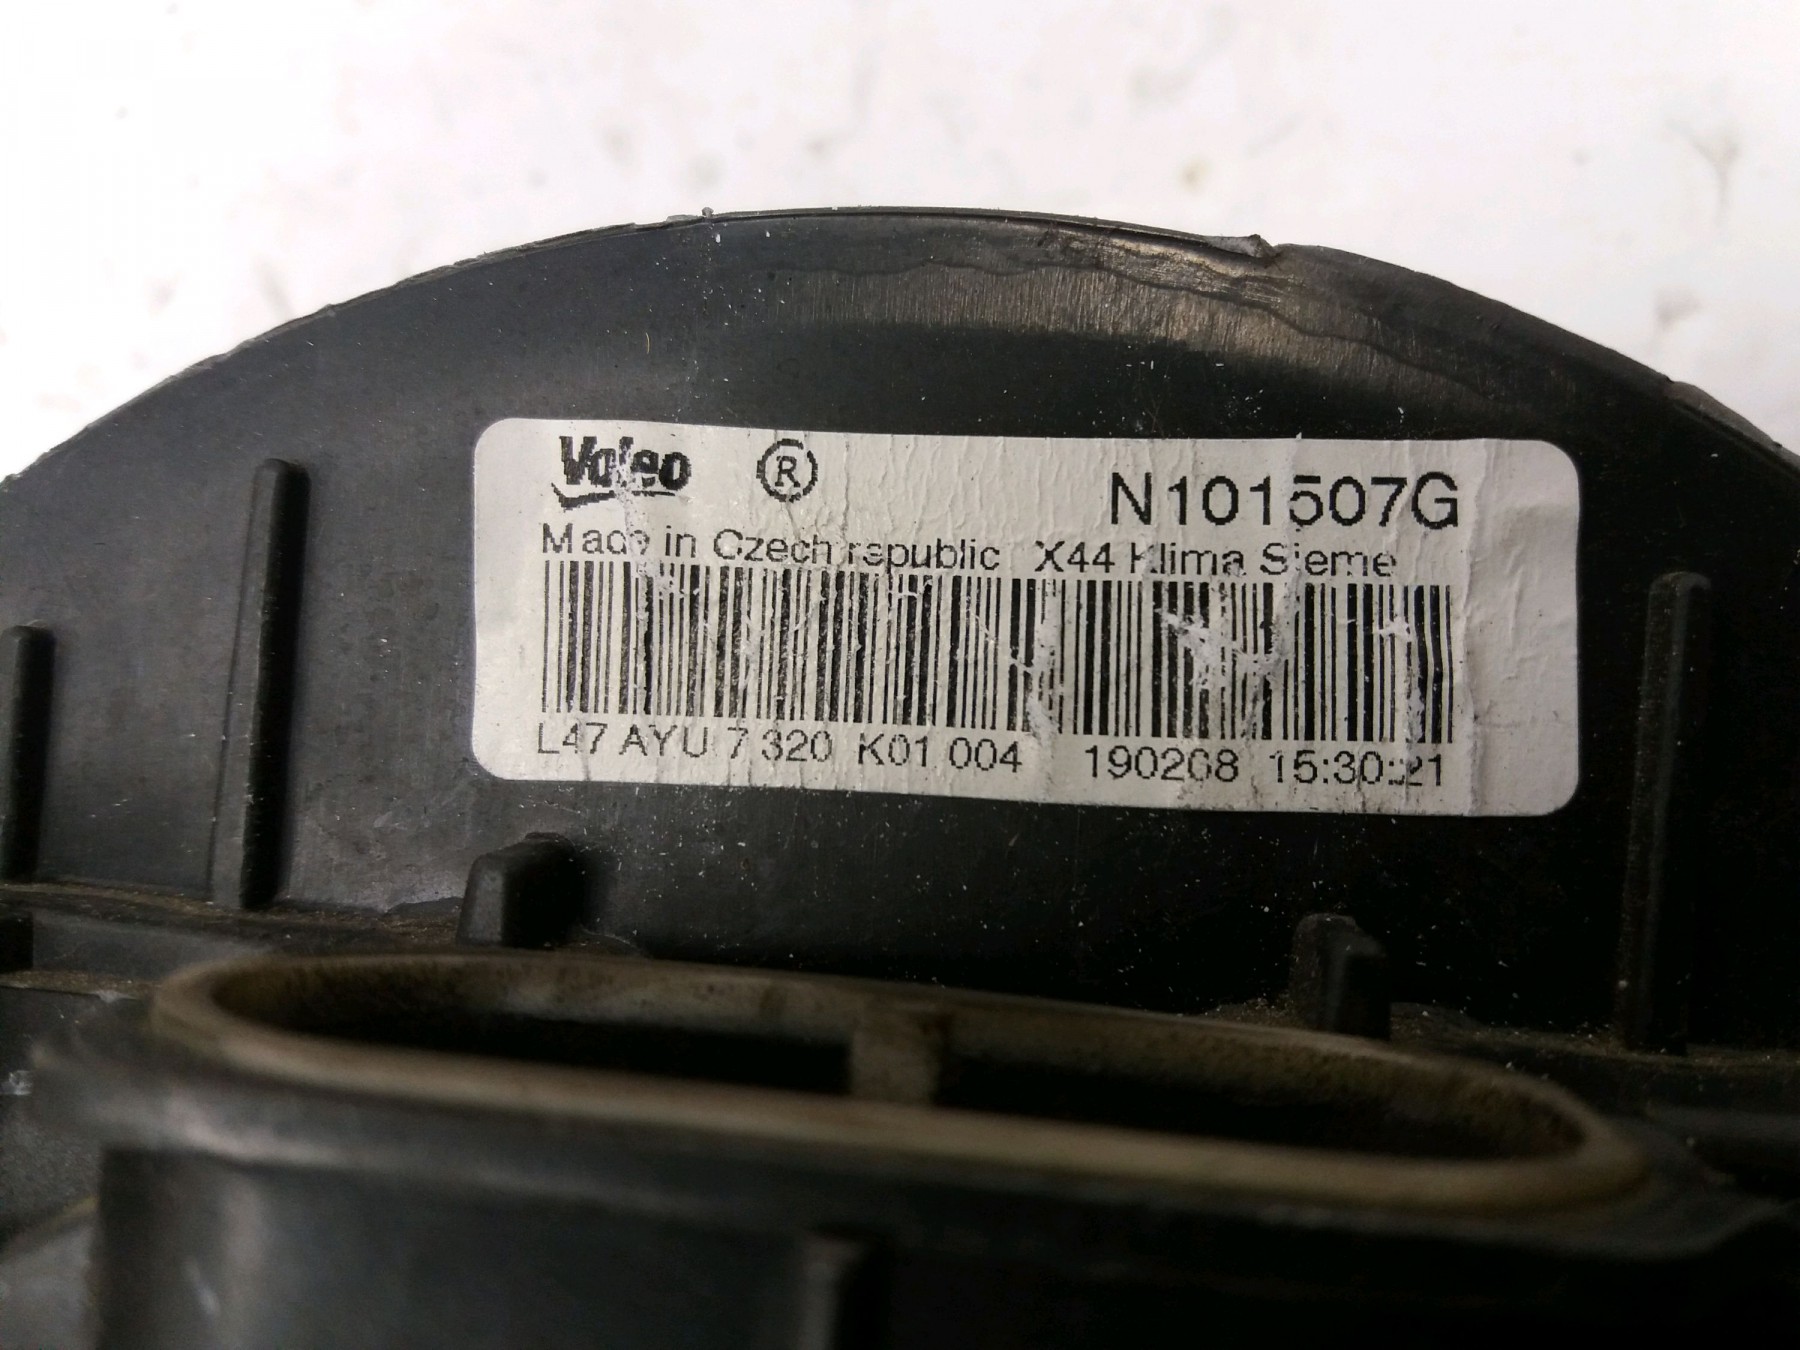 Valeo ® N101507G
Made in Czech republic X44 Klima Sieme
L47 AYU 7 320 K01 004 190208 15:30:21